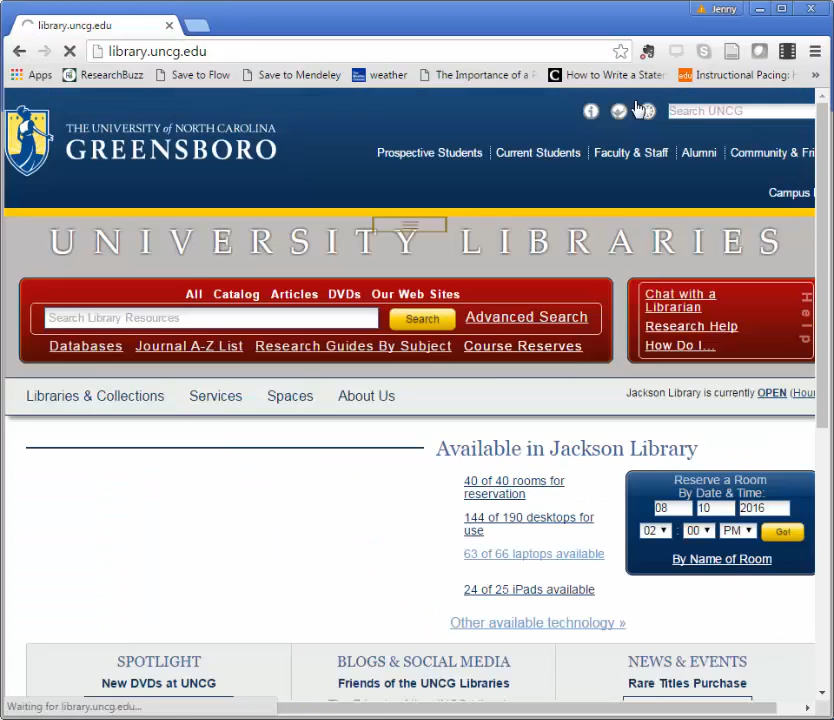 Jenny
library.uncg.edu
library.uncg.edu
Apps ResearchBuzz Save to Flow Save to Mendeley weather The Importance of a How to Write a State Instructional Pacing:
THE UNIVERSITY of NORTH CAROLINA
GREENSBORO
Search UNCG
Prospective Students Current Students Faculty & Staff Alumni Community & Fri
Campus
UNIVERSITY LIBRARIES
All Catalog Articles DVDs Our Web Sites
Search Library Resources Search Advanced Search
Databases Journal A-Z List Research Guides By Subject Course Reserves
Chat with a
Librarian
Research Help
How Do I...
Help
Libraries & Collections Services Spaces About Us
Jackson Library is currently OPEN (Hour
Available in Jackson Library
40 of 40 rooms for
reservation
144 of 190 desktops for
use
63 of 66 laptops available
24 of 25 iPads available
Other available technology »
Reserve a Room
By Date & Time:
08 10 2016
02 : 00 PM Go!
By Name of Room
SPOTLIGHT
New DVDs at UNCG
BLOGS & SOCIAL MEDIA
Friends of the UNCG Libraries
NEWS & EVENTS
Rare Titles Purchase
Waiting for library.uncg.edu...